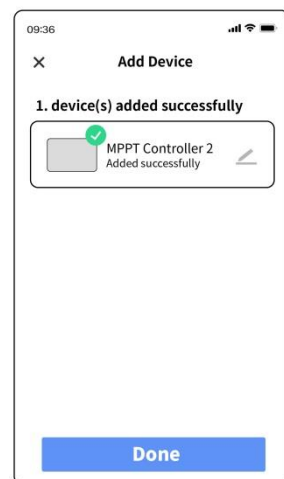 09:36
Add Device
1. device(s) added successfully
MPPT Controller 2
Added successfully
Done